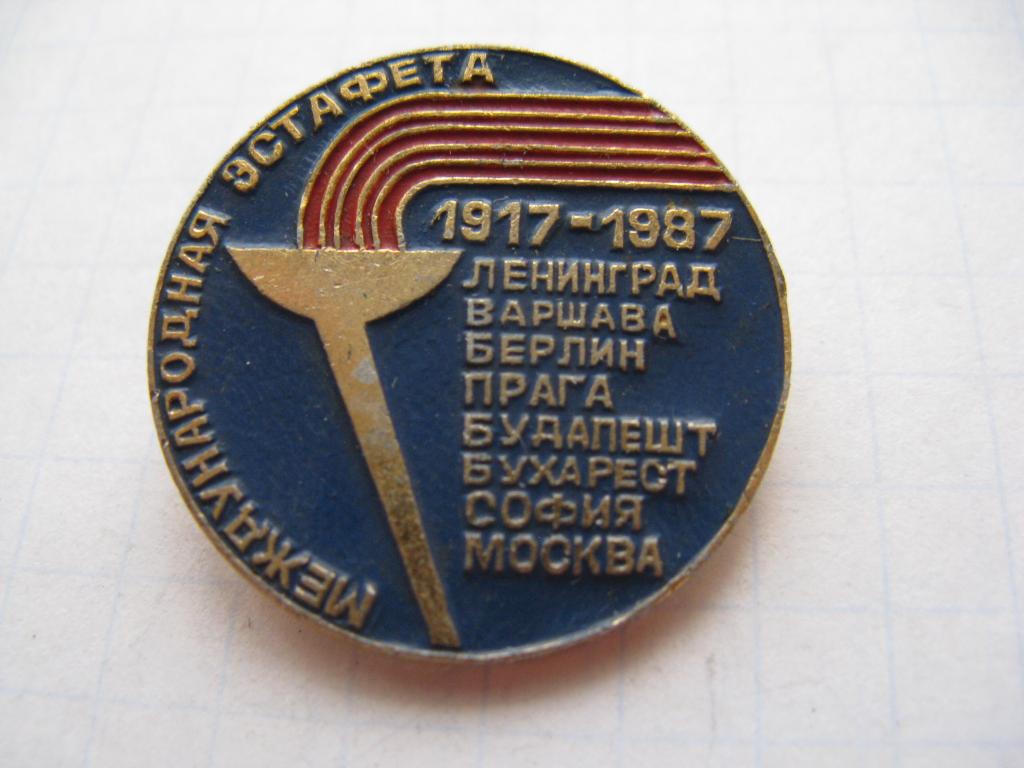 МЕЖДУНАРОДНАЯ ЭСТАФЕТА
1917-1987
ЛЕНИНГРАД
ВАРШАВА
БЕРЛИН
ПРАГА
БУДАПЕШТ
БУХАРЕСТ
СОФИЯ
МОСКВА